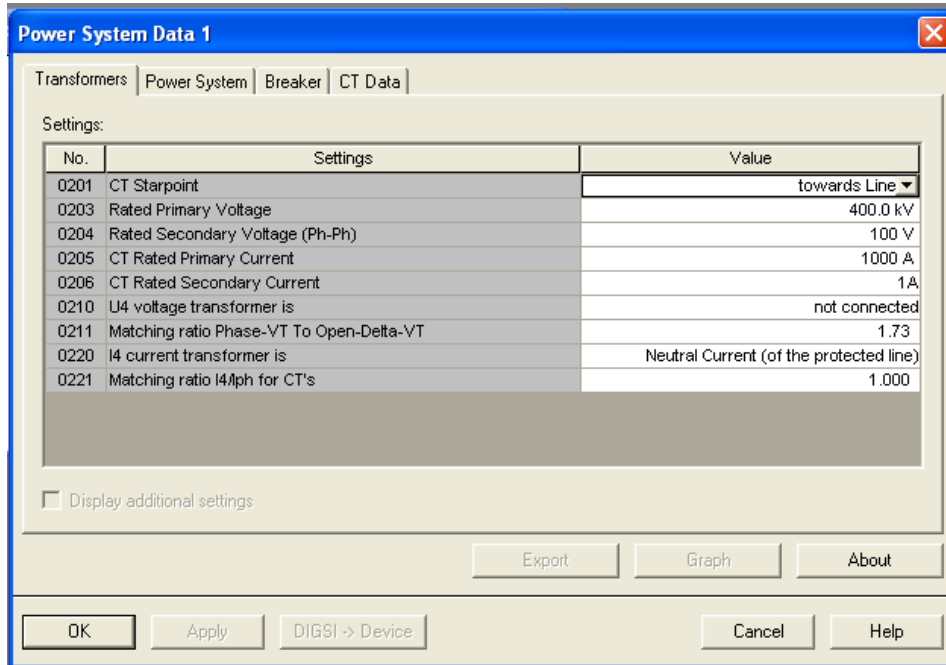 Power System Data 1
Transformers Power System Breaker CT Data
Settings:
No. Settings Value
0201 CT Starpoint towards Line
0203 Rated Primary Voltage 400.0 kV
0204 Rated Secondary Voltage (Ph-Ph) 100 V
0205 CT Rated Primary Current 1000 A
0206 CT Rated Secondary Current 1A
0210 U4 voltage transformer is not connected
0211 Matching ratio Phase-VT To Open-Delta-VT 1.73
0220 I4 current transformer is Neutral Current (of the protected line)
0221 Matching ratio I4/Iph for CT's 1.000
Display additional settings
Export Graph About
OK Apply DIGSI -> Device Cancel Help